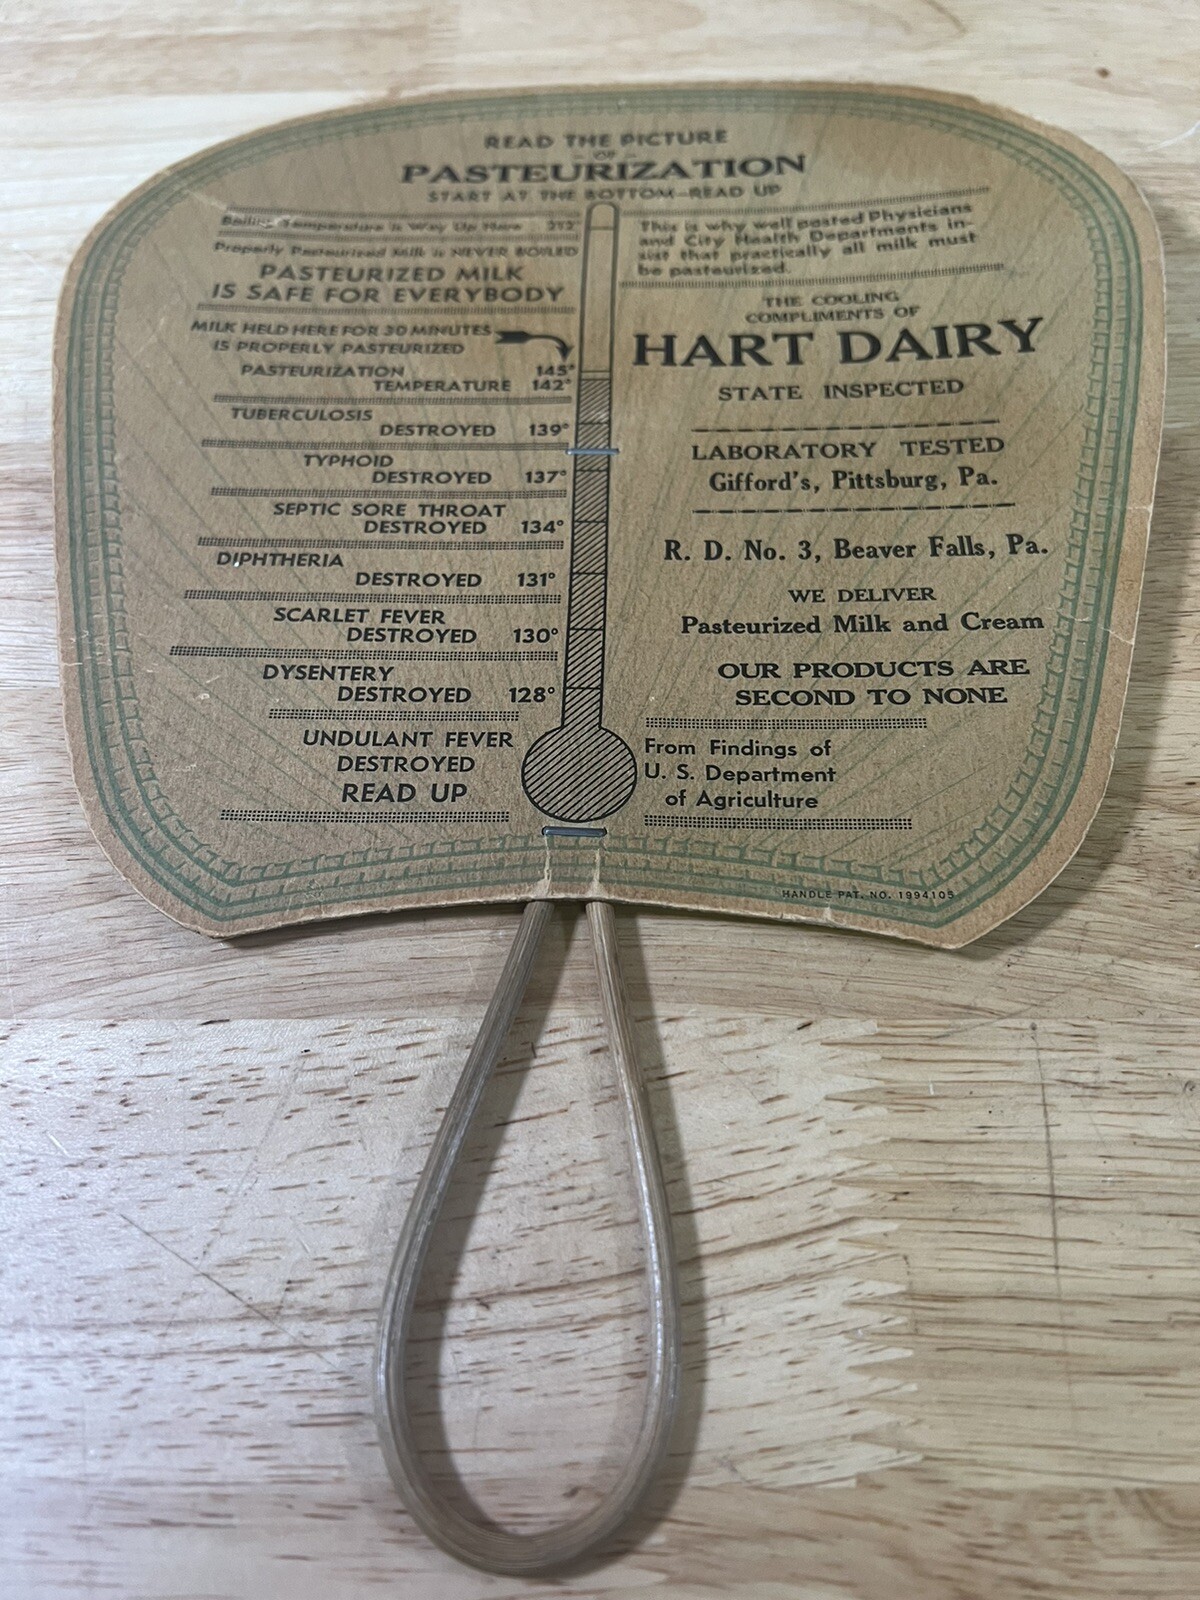 READ THE PICTURE
OF
PASTEURIZATION
START AT THE BOTTOM—READ UP
Boiling Temperature is Way Up Here 212°
Properly Pasteurized Milk is NEVER BOILED
PASTEURIZED MILK
IS SAFE FOR EVERYBODY
MILK HELD HERE FOR 30 MINUTES
IS PROPERLY PASTEURIZED
PASTEURIZATION 145°
TEMPERATURE 142°
TUBERCULOSIS
DESTROYED 139°
TYPHOID
DESTROYED 137°
SEPTIC SORE THROAT
DESTROYED 134°
DIPHTHERIA
DESTROYED 131°
SCARLET FEVER
DESTROYED 130°
DYSENTERY
DESTROYED 128°
UNDULANT FEVER
DESTROYED
READ UP
This is why well posted Physicians
and City Health Departments in-
sist that practically all milk must
be pasteurized.
THE COOLING
COMPLIMENTS OF
HART DAIRY
STATE INSPECTED
LABORATORY TESTED
Gifford's, Pittsburg, Pa.
R. D. No. 3, Beaver Falls, Pa.
WE DELIVER
Pasteurized Milk and Cream
OUR PRODUCTS ARE
SECOND TO NONE
From Findings of
U. S. Department
of Agriculture
HANDLE PAT. NO. 1994105